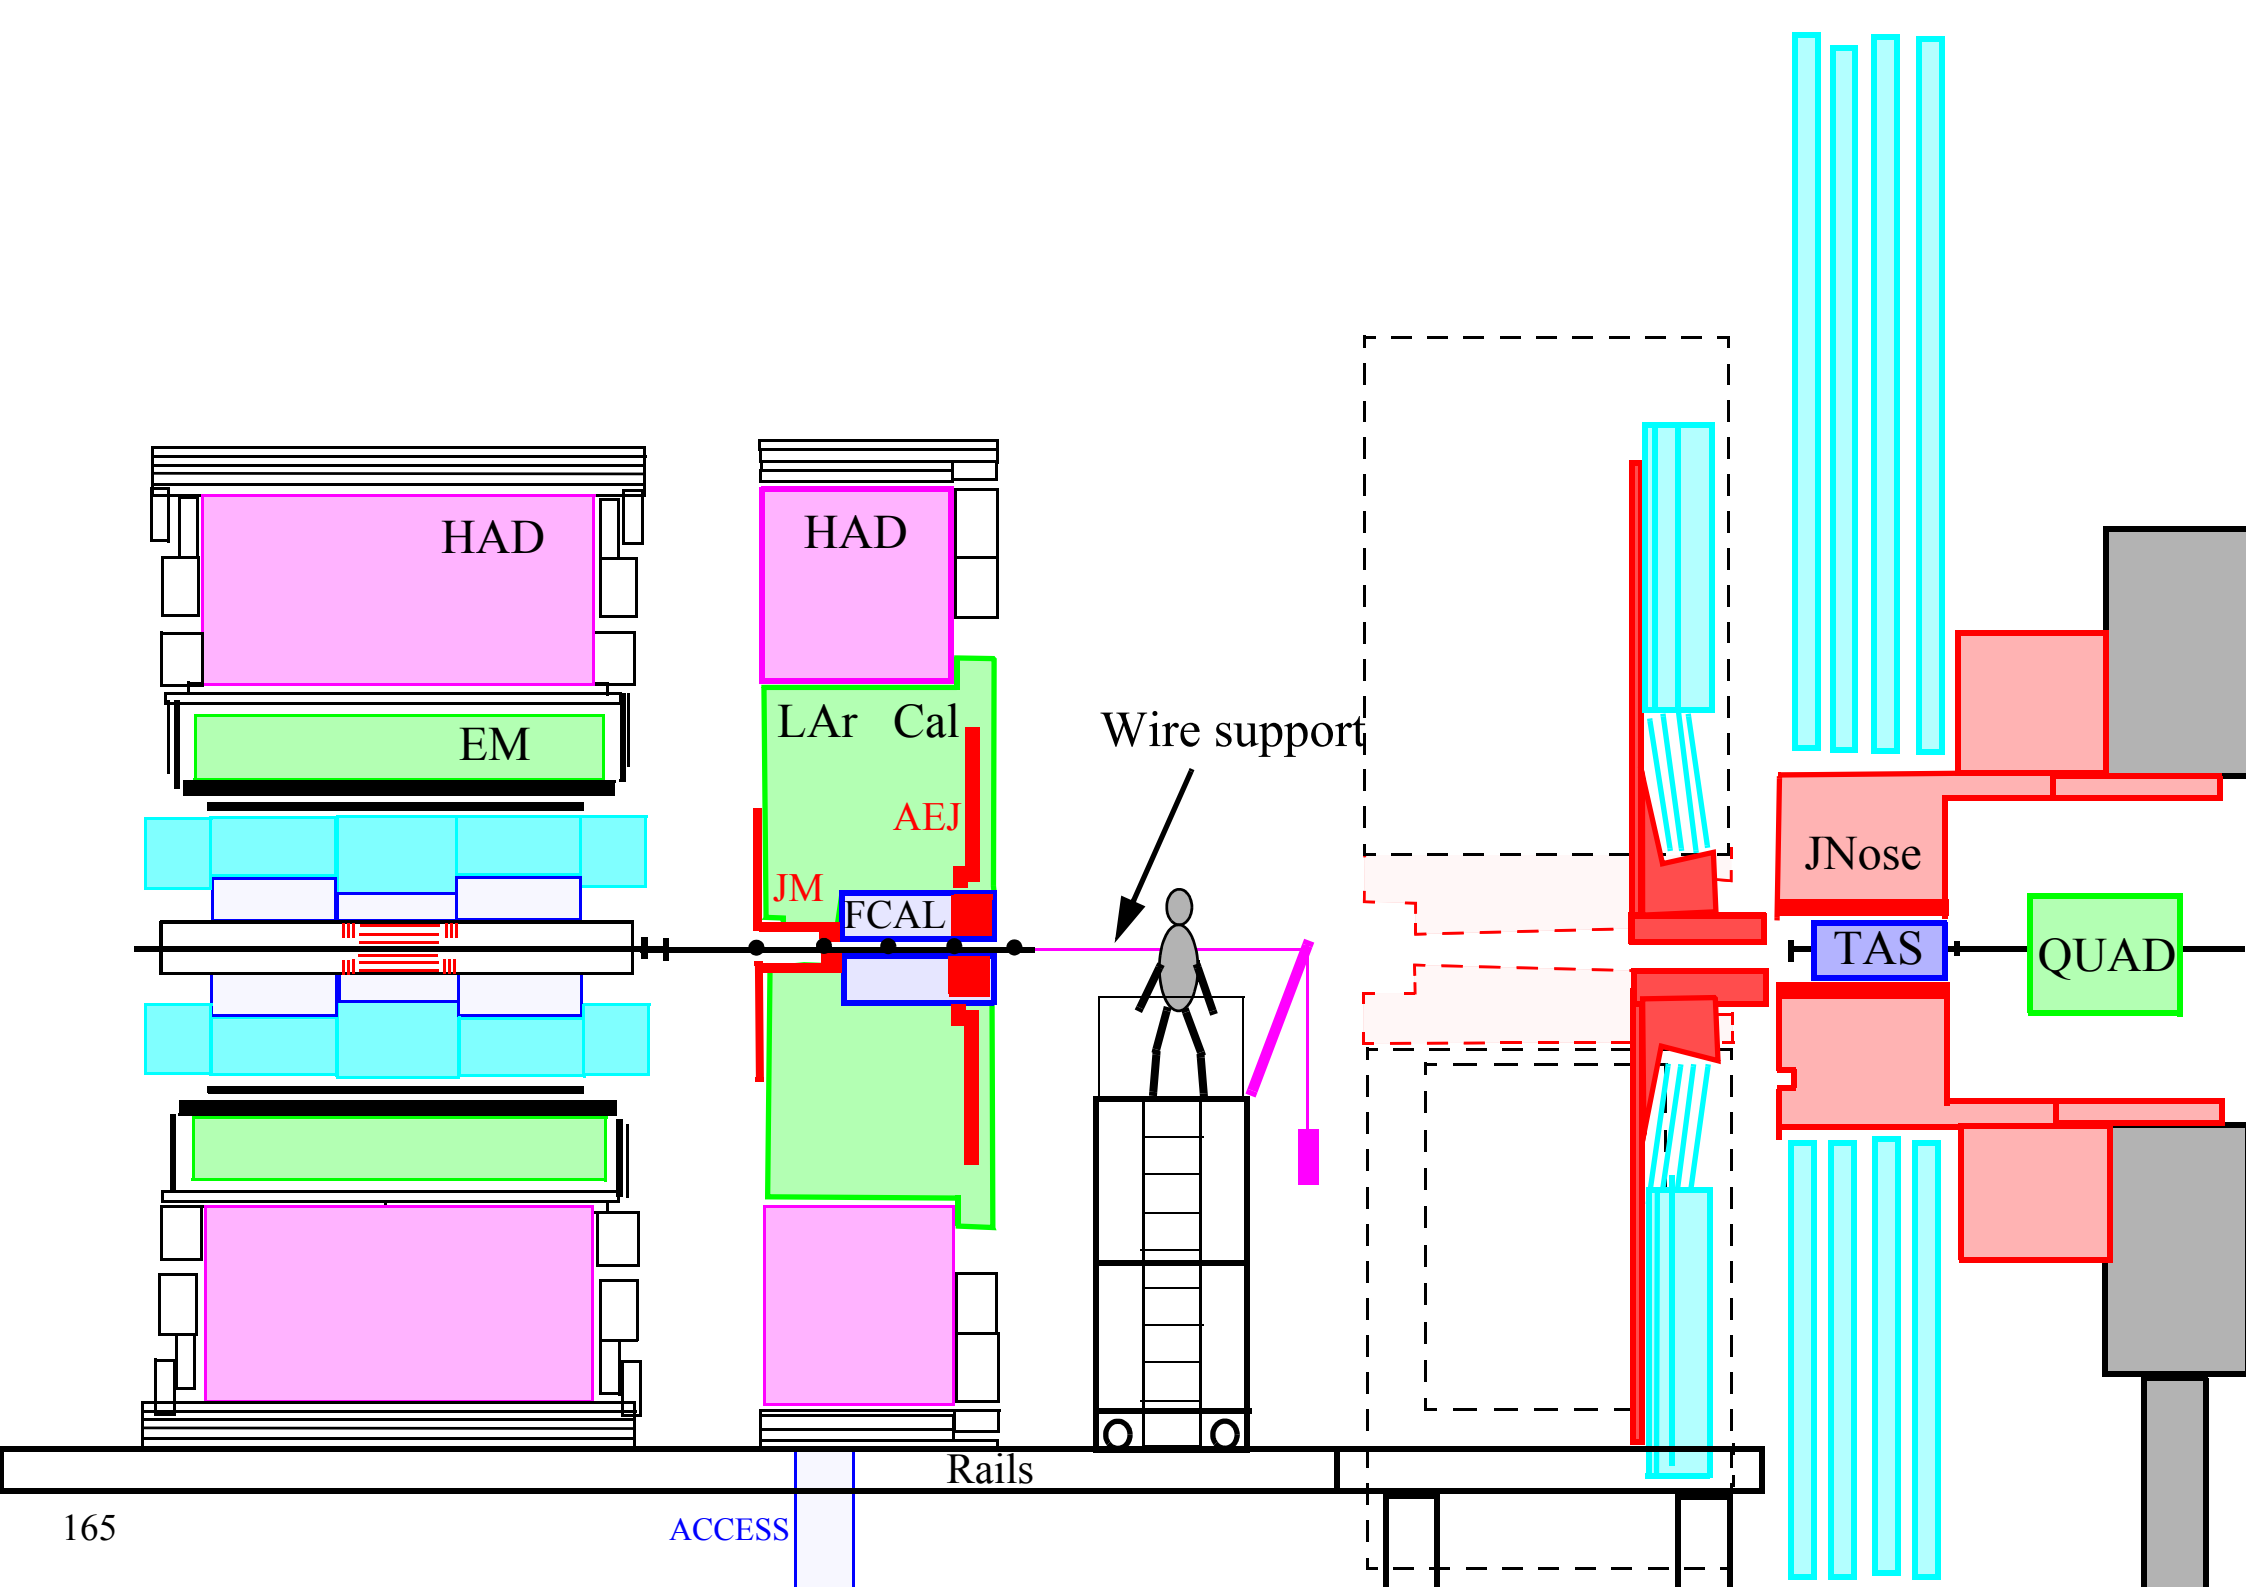 HAD
HAD
LAr Cal
EM
Wire support
AEJ
JM
FCAL
JNose
TAS
QUAD
Rails
165
ACCESS